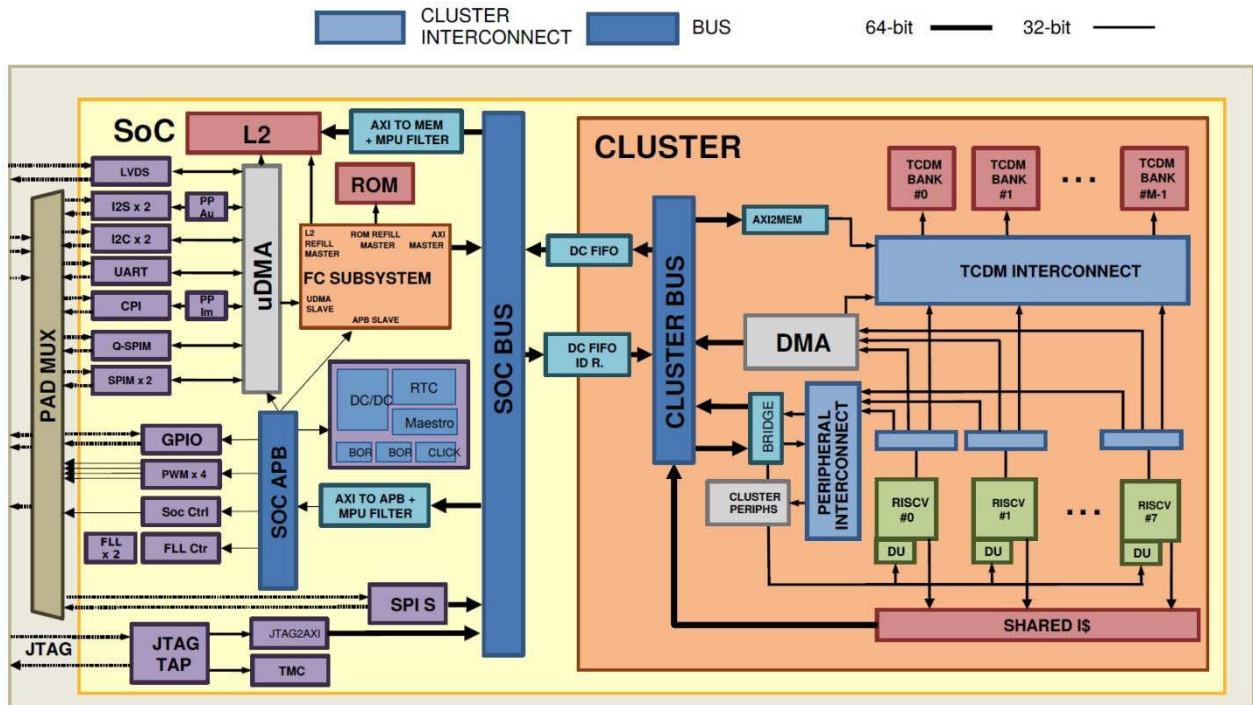 CLUSTER
INTERCONNECT
BUS
64-bit
32-bit
SoC
L2
AXI TO MEM
+ MPU FILTER
ROM
LVDS
I2S x 2
PP
Au
I2C x 2
UART
CPI
PP
Im
Q-SPIM
SPIM x 2
uDMA
L2
REFILL
MASTER
ROM REFILL
MASTER
AXI
MASTER
FC SUBSYSTEM
UDMA
SLAVE
APB SLAVE
PAD MUX
DC/DC
RTC
Maestro
BOR
BOR
CLICK
GPIO
PWM x 4
Soc Ctrl
FLL
x 2
FLL Ctr
SOC APB
AXI TO APB +
MPU FILTER
SPI S
JTAG
JTAG
TAP
JTAG2AXI
TMC
SOC BUS
DC FIFO
DC FIFO
ID R.
CLUSTER
CLUSTER BUS
AXI2MEM
TCDM
BANK
#0
TCDM
BANK
#1
...
TCDM
BANK
#M-1
TCDM INTERCONNECT
DMA
BRIDGE
PERIPHERAL
INTERCONNECT
CLUSTER
PERIPHS
RISCV
#0
DU
RISCV
#1
DU
...
RISCV
#7
DU
SHARED I$